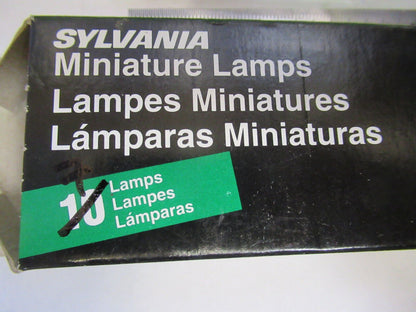 SYLVANIA
Miniature Lamps
Lampes Miniatures
Lámparas Miniaturas
10 Lamps
Lampes
Lámparas